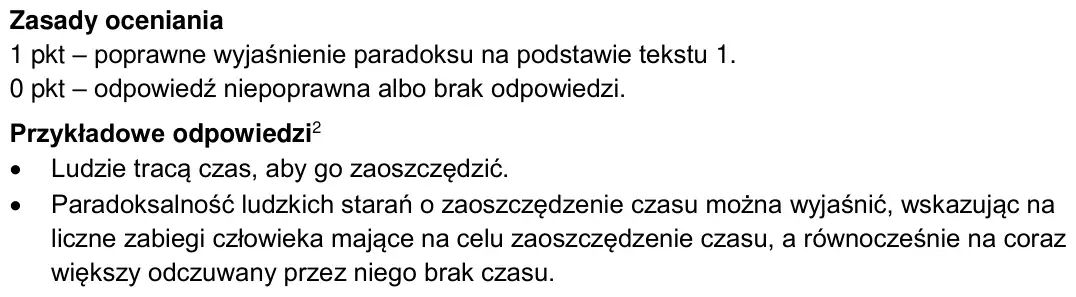 Zasady oceniania
1 pkt – poprawne wyjaśnienie paradoksu na podstawie tekstu 1.
0 pkt – odpowiedź niepoprawna albo brak odpowiedzi.
Przykładowe odpowiedzi²
• Ludzie tracą czas, aby go zaoszczędzić.
• Paradoksalność ludzkich starań o zaoszczędzenie czasu można wyjaśnić, wskazując na
liczne zabiegi człowieka mające na celu zaoszczędzenie czasu, a równocześnie na coraz
większy odczuwany przez niego brak czasu.